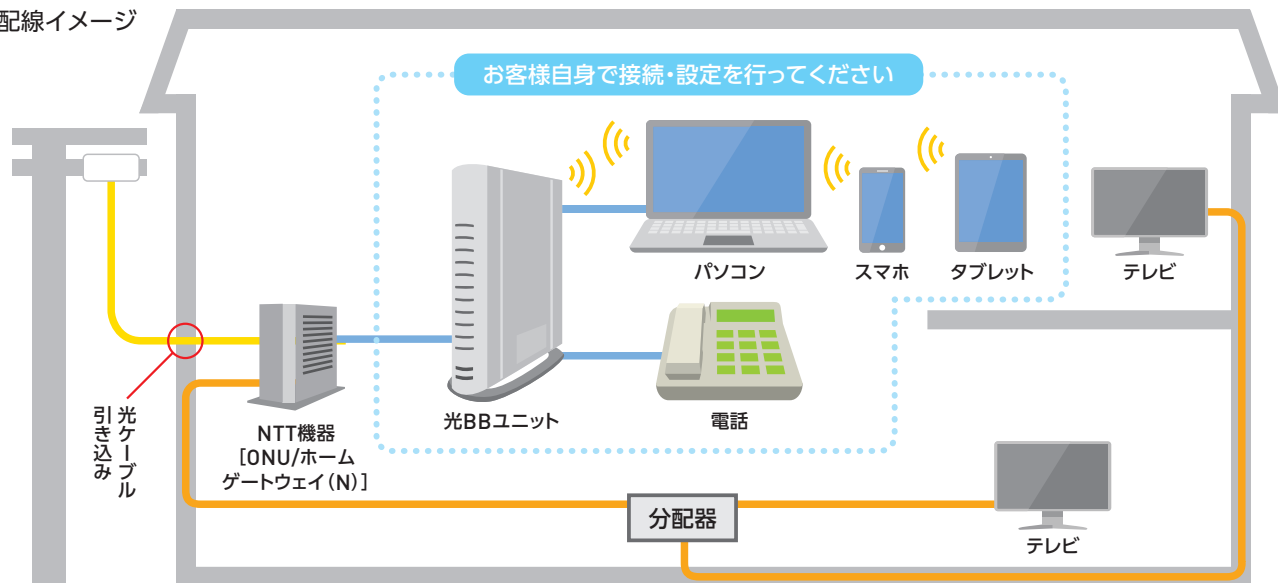 配線イメージ
お客様自身で接続・設定を行ってください
パソコン
スマホ
タブレット
テレビ
光ケーブル
引き込み
NTT機器
[ONU/ホーム
ゲートウェイ(N)]
光BBユニット
電話
分配器
テレビ